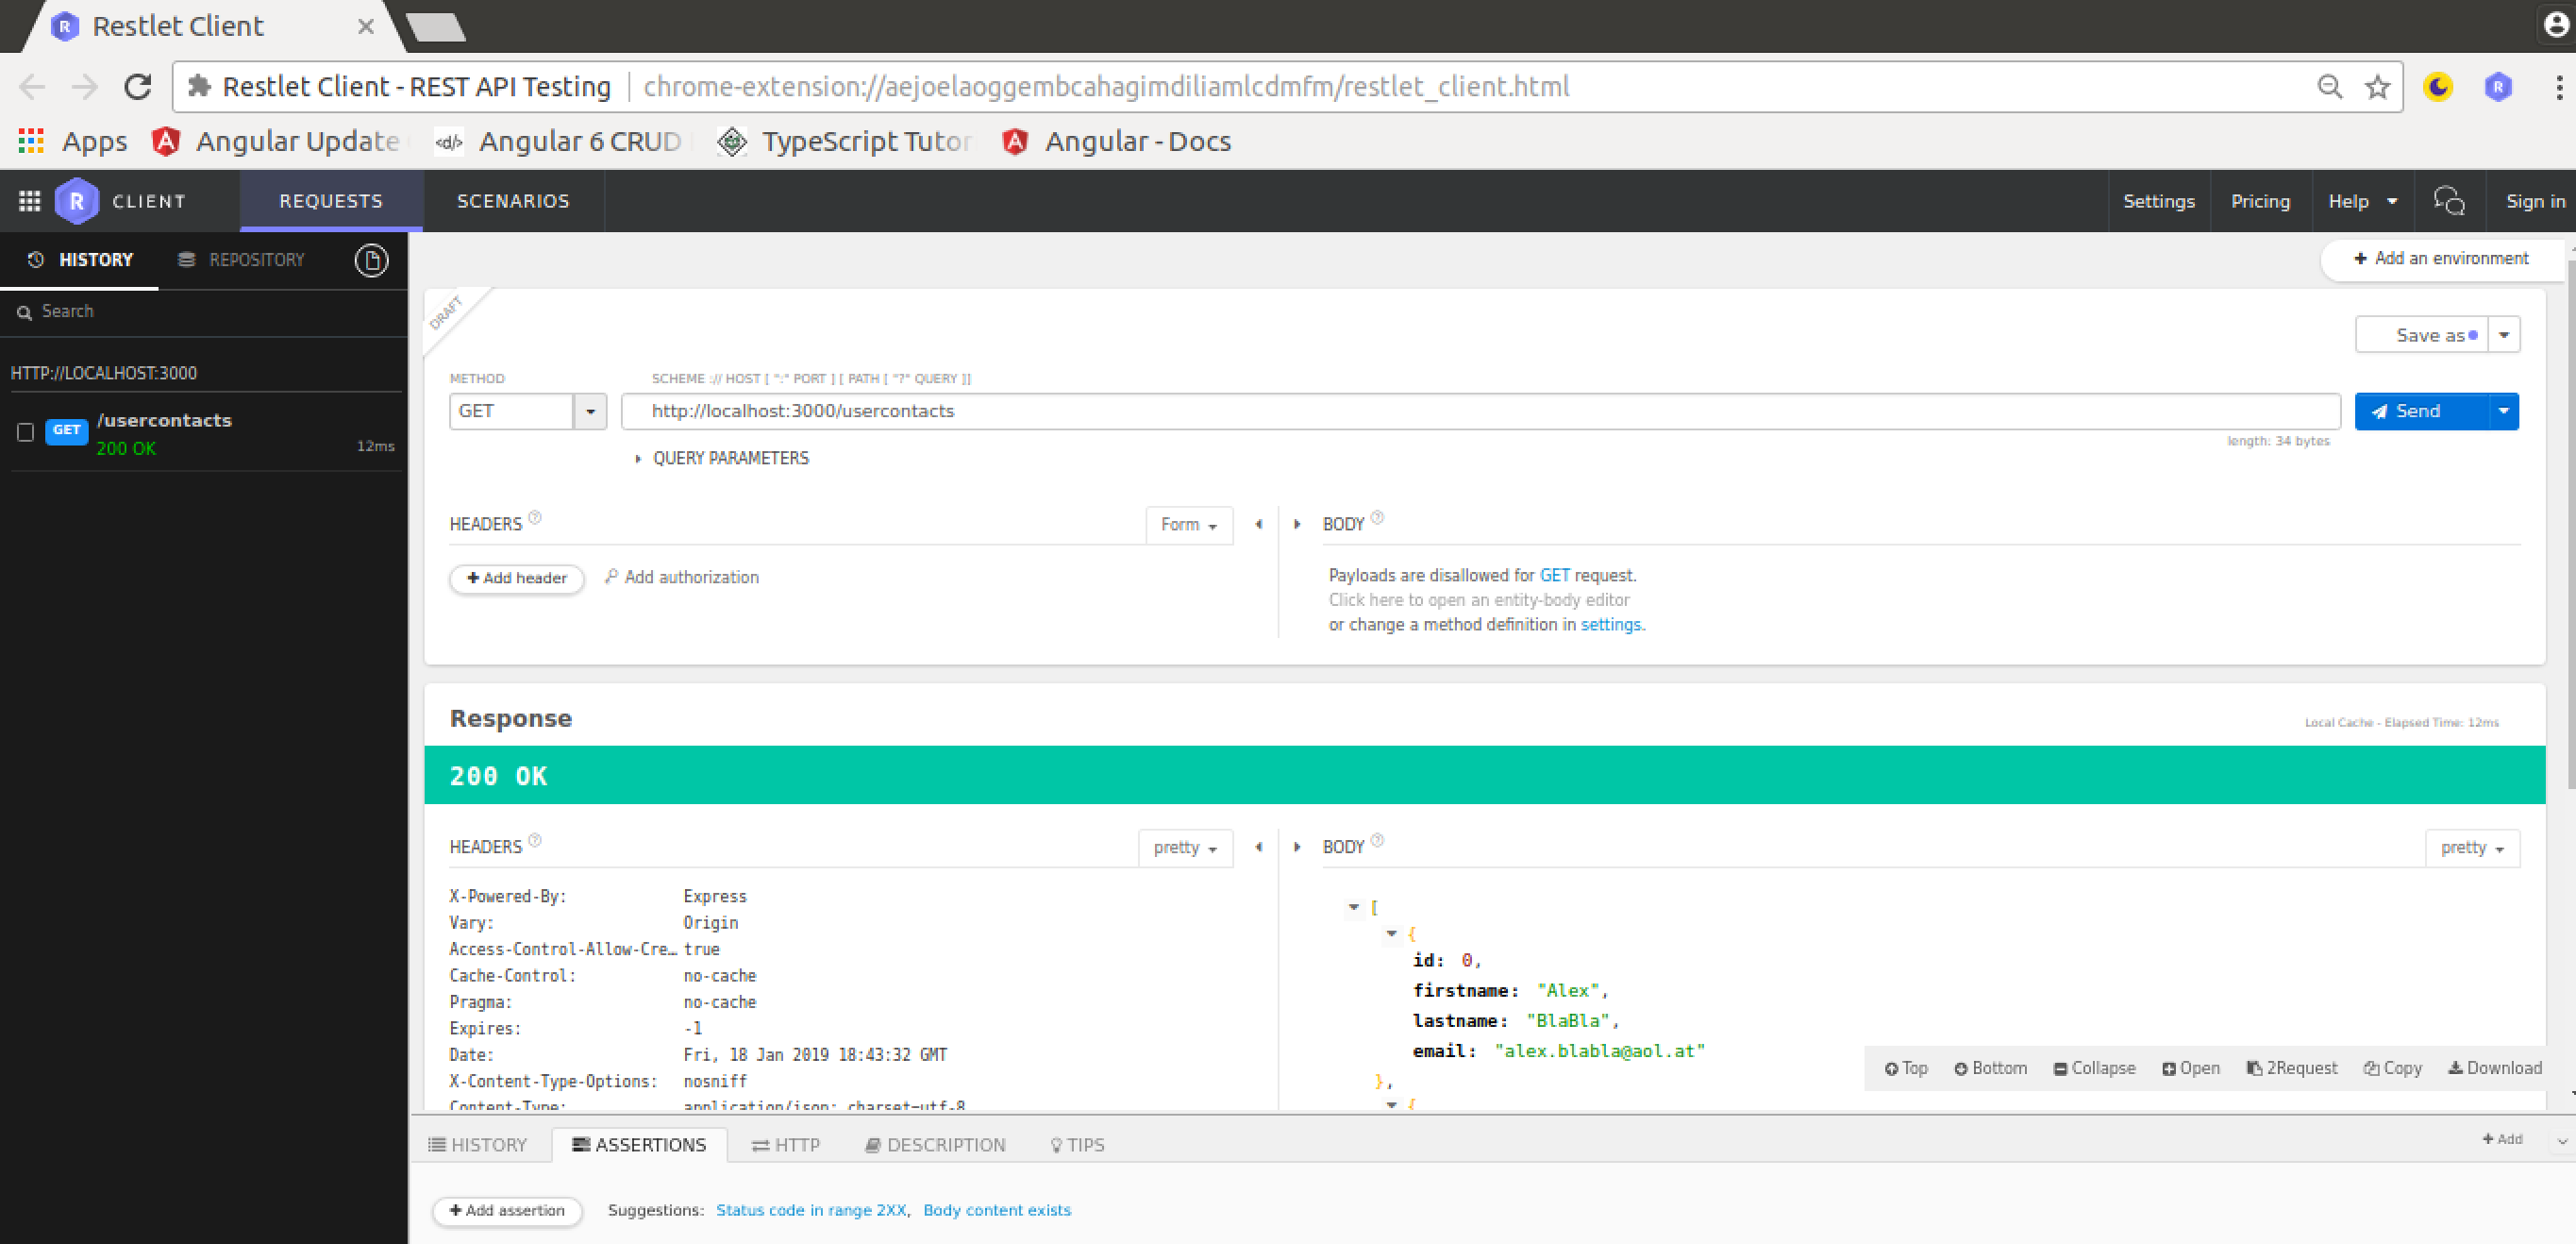 Restlet Client
Restlet Client - REST API Testing chrome-extension://aejoelaoggembcahagimdiliamlcdmfm/restlet_client.html
Apps Angular Update Angular 6 CRUD TypeScript Tutor Angular - Docs
R CLIENT REQUESTS SCENARIOS Settings Pricing Help Sign in
HISTORY REPOSITORY
+ Add an environment
Search
DRAFT
Save as
HTTP://LOCALHOST:3000
METHOD SCHEME :// HOST [ ":" PORT ] [ PATH [ "?" QUERY ]]
GET /usercontacts
200 OK 12ms
GET http://localhost:3000/usercontacts Send
length: 34 bytes
QUERY PARAMETERS
HEADERS Form BODY
+ Add header Add authorization
Payloads are disallowed for GET request.
Click here to open an entity-body editor
or change a method definition in settings.
Response
Local Cache - Elapsed Time: 12ms
200 OK
HEADERS pretty BODY pretty
X-Powered-By: Express
Vary: Origin
Access-Control-Allow-Cre... true
Cache-Control: no-cache
Pragma: no-cache
Expires: -1
Date: Fri, 18 Jan 2019 18:43:32 GMT
X-Content-Type-Options: nosniff
Content-Type: application/json; charset=utf-8
[
{
id: 0,
firstname: "Alex",
lastname: "BlaBla",
email: "alex.blabla@aol.at"
},
{
Top Bottom Collapse Open 2Request Copy Download
HISTORY ASSERTIONS HTTP DESCRIPTION TIPS + Add
+ Add assertion Suggestions: Status code in range 2XX, Body content exists